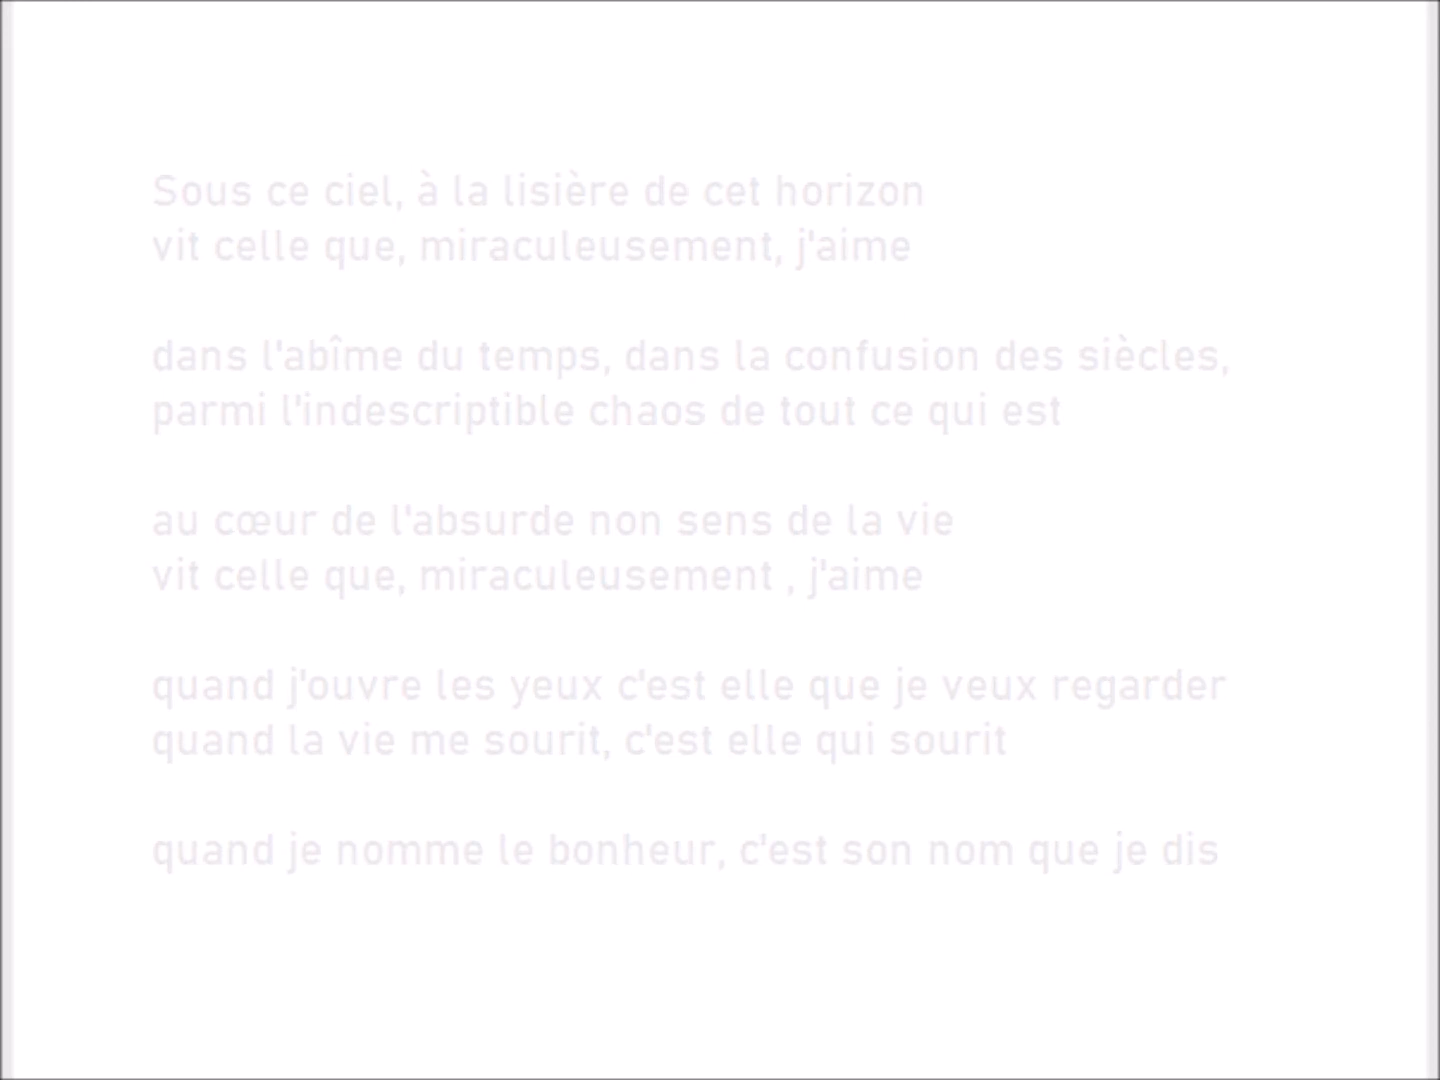 Sous ce ciel, à la lisière de cet horizon
vit celle que, miraculeusement, j'aime
dans l'abîme du temps, dans la confusion des siècles,
parmi l'indescriptible chaos de tout ce qui est
au cœur de l'absurde non sens de la vie
vit celle que, miraculeusement , j'aime
quand j'ouvre les yeux c'est elle que je veux regarder
quand la vie me sourit, c'est elle qui sourit
quand je nomme le bonheur, c'est son nom que je dis